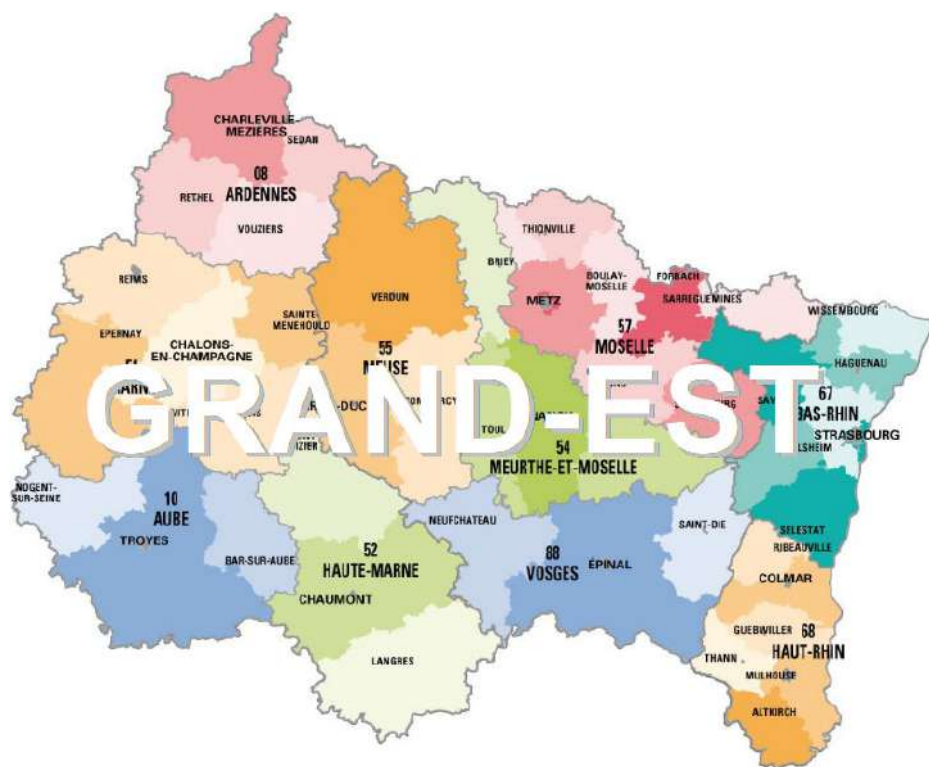 CHARLEVILLE-
MEZIÈRES
SEDAN
08
ARDENNES
RETHEL
VOUZIERS
THIONVILLE
BRIEY
BOULAY-
MOSELLE
FORBACH
SARREGUEMINES
METZ
57
MOSELLE
WISSEMBOURG
HAGUENAU
REIMS
VERDUN
SAINTE-
MENEHOULD
EPERNAY
CHALONS-
EN-CHAMPAGNE
55
MEUSE
GRAND-EST
TOUL
67
BAS-RHIN
STRASBOURG
54
MEURTHE-ET-MOSELLE
NOGENT-
SUR-SEINE
10
AUBE
TROYES
BAR-SUR-AUBE
NEUFCHATEAU
SAINT-DIE
SELESTAT
RIBEAUVILLE
52
HAUTE-MARNE
CHAUMONT
88
VOSGES
ÉPINAL
COLMAR
GUEBWILLER
68
HAUT-RHIN
THANN
MULHOUSE
LANGRES
ALTKIRCH